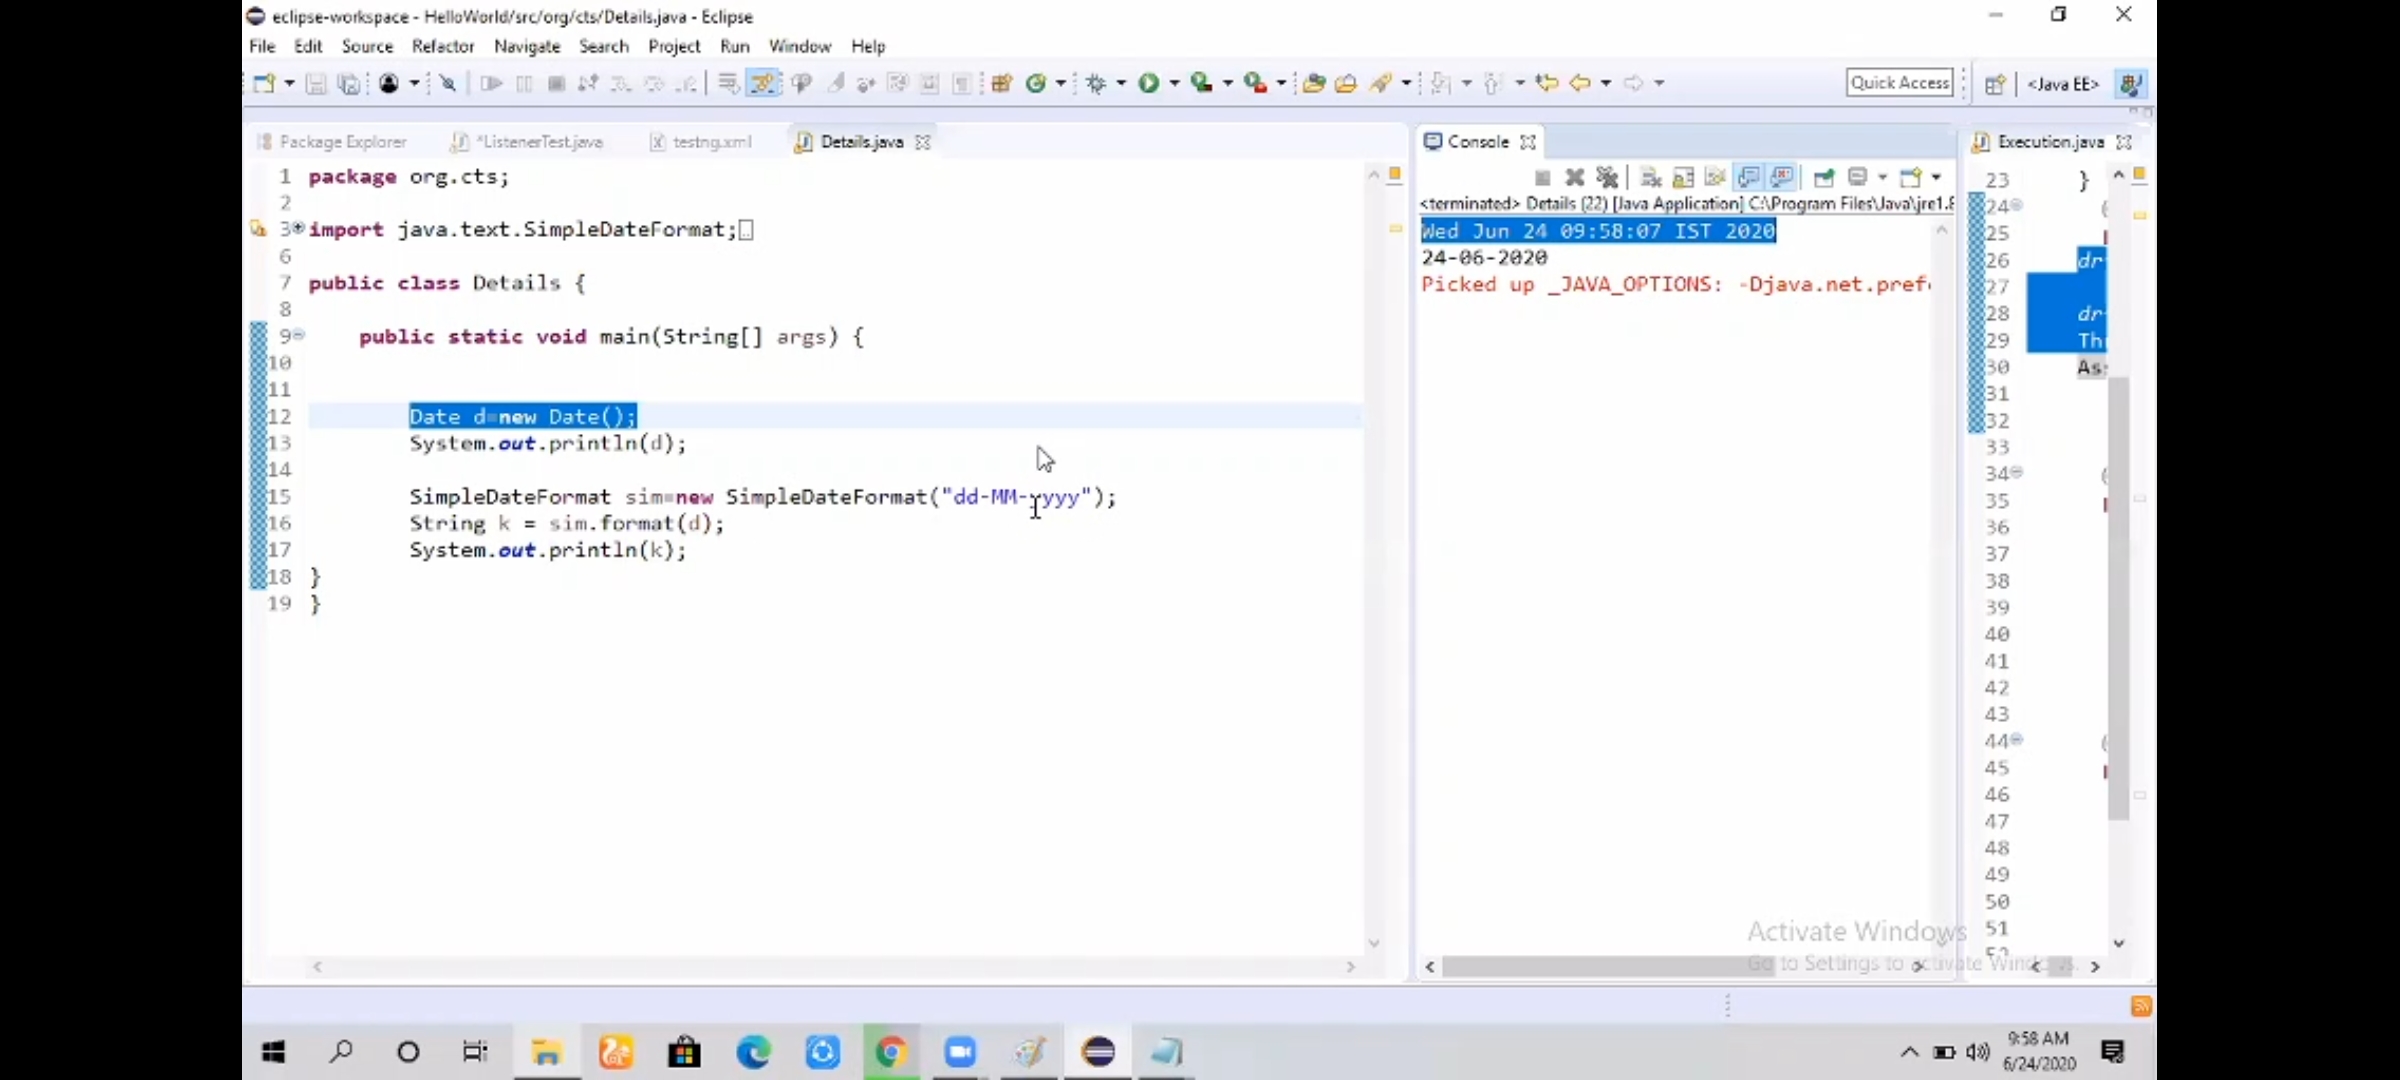 eclipse-workspace - HelloWorld/src/org/cts/Details.java - Eclipse
File Edit Source Refactor Navigate Search Project Run Window Help
Quick Access
<Java EE>
Package Explorer
*ListenerTest.java
testng.xml
Details.java
1 package org.cts;
2
3 import java.text.SimpleDateFormat;
6
7 public class Details {
8
9 public static void main(String[] args) {
10
11
12 Date d=new Date();
13 System.out.println(d);
14
15 SimpleDateFormat sim=new SimpleDateFormat("dd-MM-yyyy");
16 String k = sim.format(d);
17 System.out.println(k);
18 }
19 }
Console
<terminated> Details (22) [Java Application] C:\Program Files\Java\jre1.8
Wed Jun 24 09:58:07 IST 2020
24-06-2020
Picked up _JAVA_OPTIONS: -Djava.net.pref
Execution.java
23 }
24
25
26 dr
27
28 dr
29 Th
30 As
31
32
33
34
35
36
37
38
39
40
41
42
43
44
45
46
47
48
49
50
51
Activate Windows
Go to Settings to activate Windows.
9:58 AM
6/24/2020